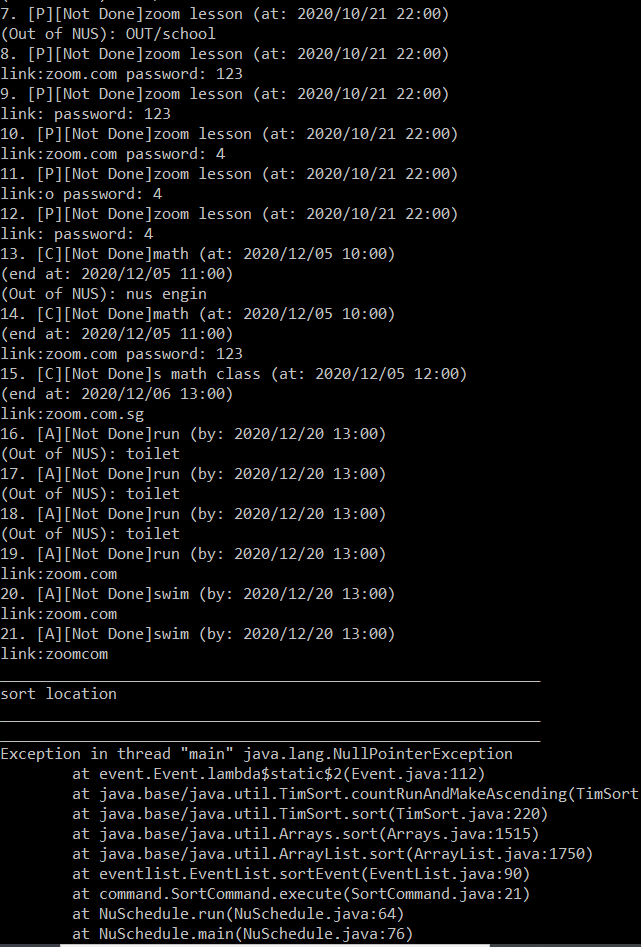 7. [P][Not Done]zoom lesson (at: 2020/10/21 22:00)
(Out of NUS): OUT/school
8. [P][Not Done]zoom lesson (at: 2020/10/21 22:00)
link:zoom.com password: 123
9. [P][Not Done]zoom lesson (at: 2020/10/21 22:00)
link: password: 123
10. [P][Not Done]zoom lesson (at: 2020/10/21 22:00)
link:zoom.com password: 4
11. [P][Not Done]zoom lesson (at: 2020/10/21 22:00)
link:o password: 4
12. [P][Not Done]zoom lesson (at: 2020/10/21 22:00)
link: password: 4
13. [C][Not Done]math (at: 2020/12/05 10:00)
(end at: 2020/12/05 11:00)
(Out of NUS): nus engin
14. [C][Not Done]math (at: 2020/12/05 10:00)
(end at: 2020/12/05 11:00)
link:zoom.com password: 123
15. [C][Not Done]s math class (at: 2020/12/05 12:00)
(end at: 2020/12/06 13:00)
link:zoom.com.sg
16. [A][Not Done]run (by: 2020/12/20 13:00)
(Out of NUS): toilet
17. [A][Not Done]run (by: 2020/12/20 13:00)
(Out of NUS): toilet
18. [A][Not Done]run (by: 2020/12/20 13:00)
(Out of NUS): toilet
19. [A][Not Done]run (by: 2020/12/20 13:00)
link:zoom.com
20. [A][Not Done]swim (by: 2020/12/20 13:00)
link:zoom.com
21. [A][Not Done]swim (by: 2020/12/20 13:00)
link:zoomcom
sort location
Exception in thread "main" java.lang.NullPointerException
at event.Event.lambda$static$2(Event.java:112)
at java.base/java.util.TimSort.countRunAndMakeAscending(TimSort
at java.base/java.util.TimSort.sort(TimSort.java:220)
at java.base/java.util.Arrays.sort(Arrays.java:1515)
at java.base/java.util.ArrayList.sort(ArrayList.java:1750)
at eventlist.EventList.sortEvent(EventList.java:90)
at command.SortCommand.execute(SortCommand.java:21)
at NuSchedule.run(NuSchedule.java:64)
at NuSchedule.main(NuSchedule.java:76)